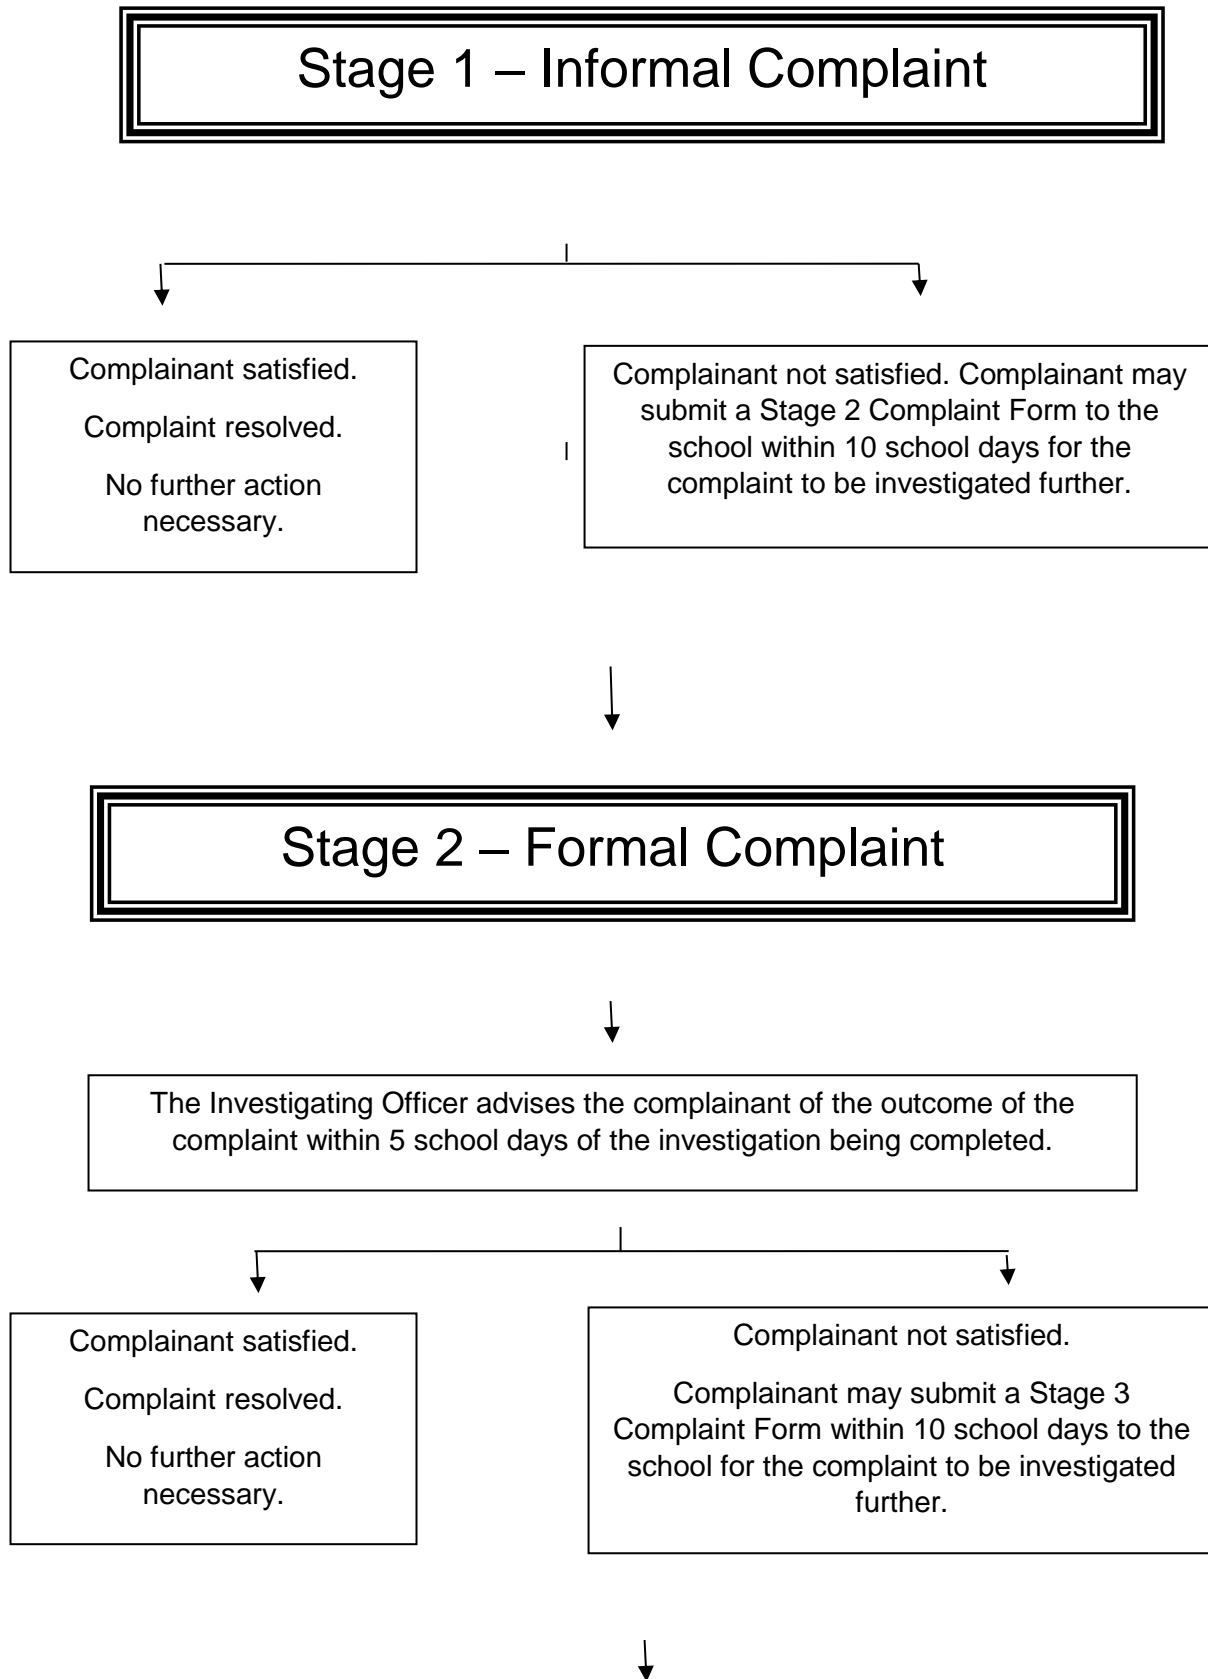 Stage 1 – Informal Complaint
Complainant satisfied.
Complaint resolved.
No further action
necessary.
Complainant not satisfied. Complainant may
submit a Stage 2 Complaint Form to the
school within 10 school days for the
complaint to be investigated further.
Stage 2 – Formal Complaint
The Investigating Officer advises the complainant of the outcome of the
complaint within 5 school days of the investigation being completed.
Complainant satisfied.
Complaint resolved.
No further action
necessary.
Complainant not satisfied.
Complainant may submit a Stage 3
Complaint Form within 10 school days to the
school for the complaint to be investigated
further.